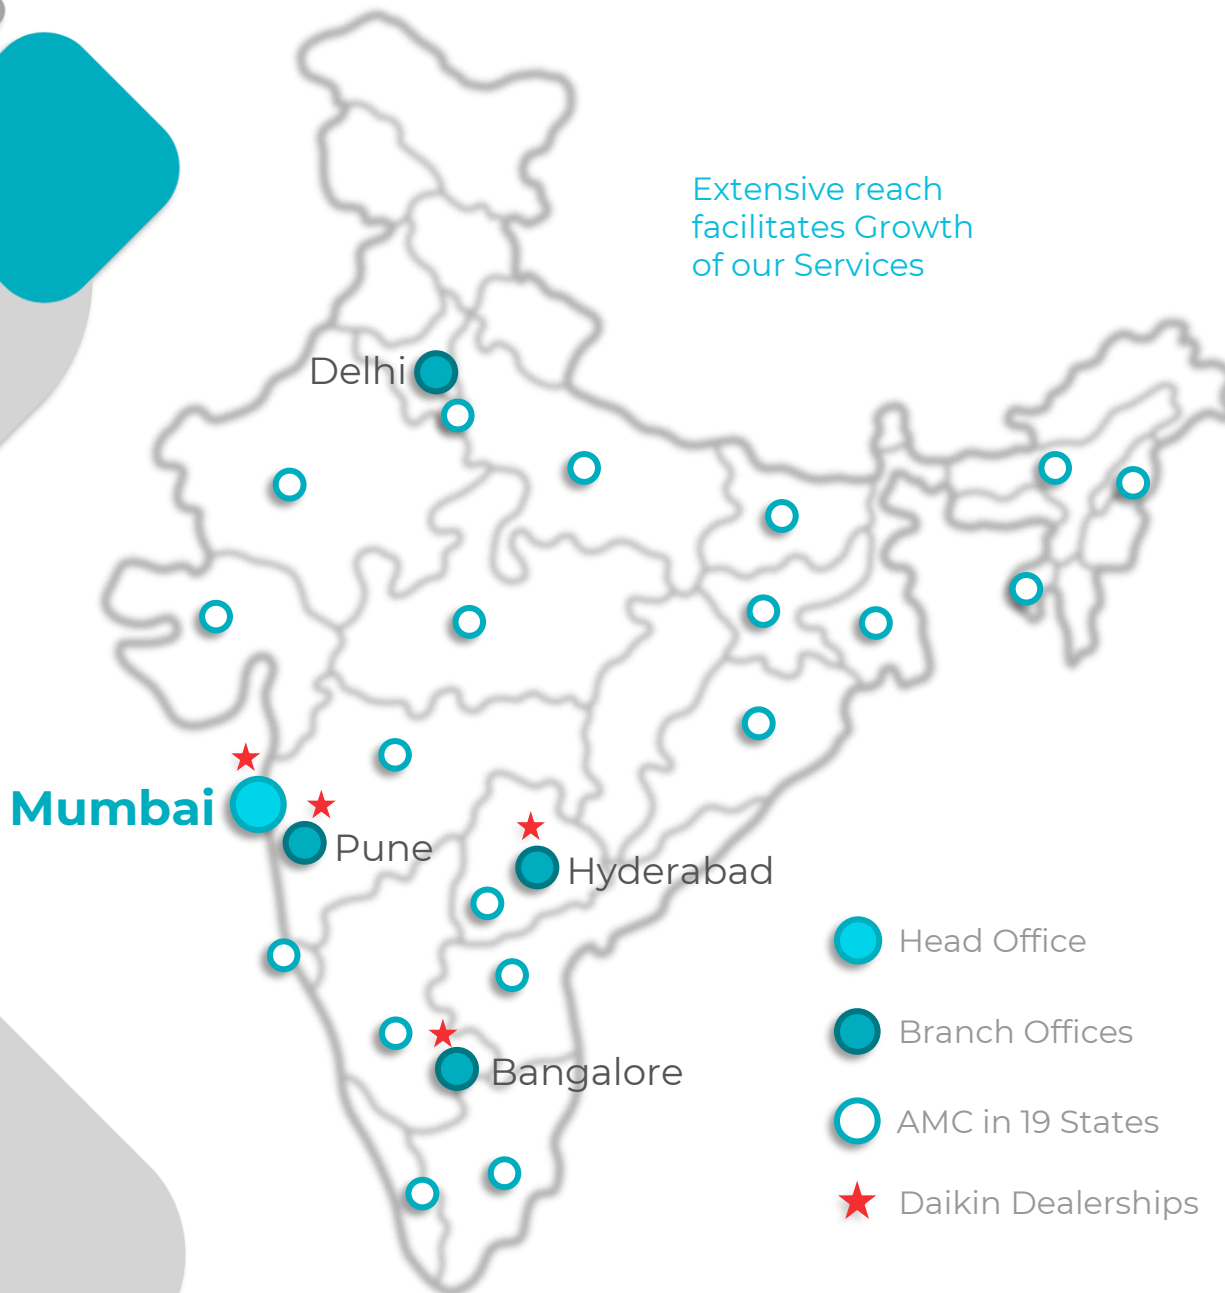 Extensive reach
facilitates Growth
of our Services
Delhi
Mumbai
Pune
Hyderabad
Bangalore
Head Office
Branch Offices
AMC in 19 States
Daikin Dealerships